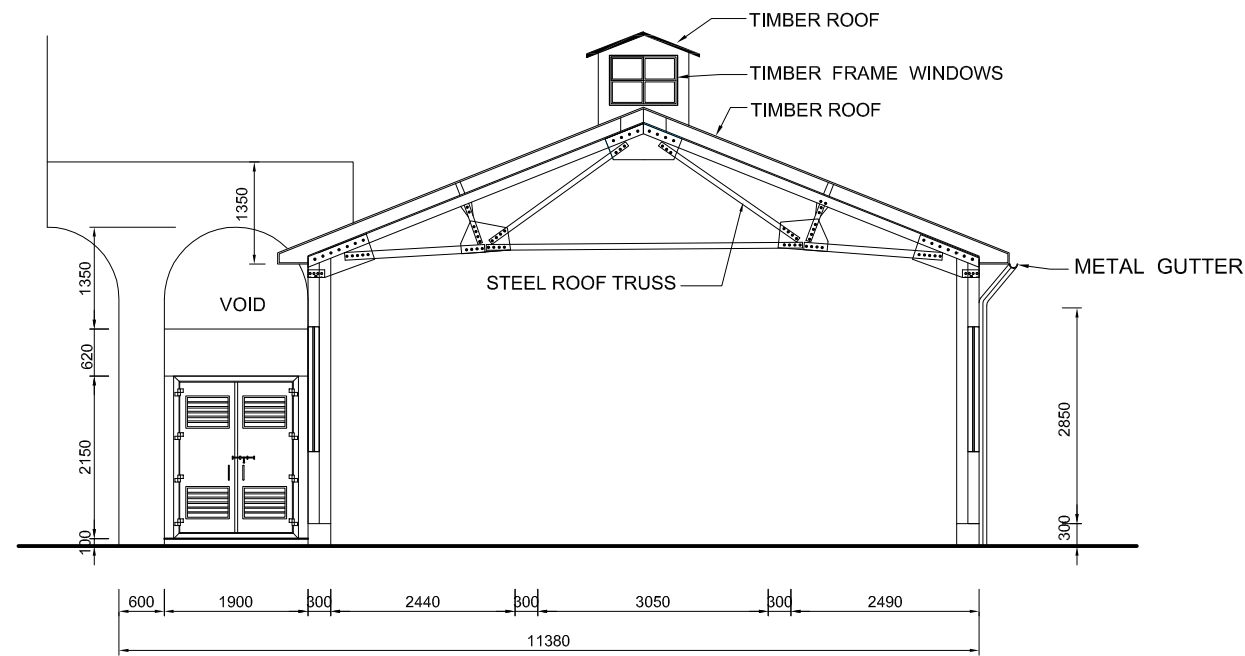 TIMBER ROOF
TIMBER FRAME WINDOWS
TIMBER ROOF
1350
1350
METAL GUTTER
STEEL ROOF TRUSS
VOID
620
2850
2150
300
100
600
1900
300
2440
300
3050
300
2490
11380